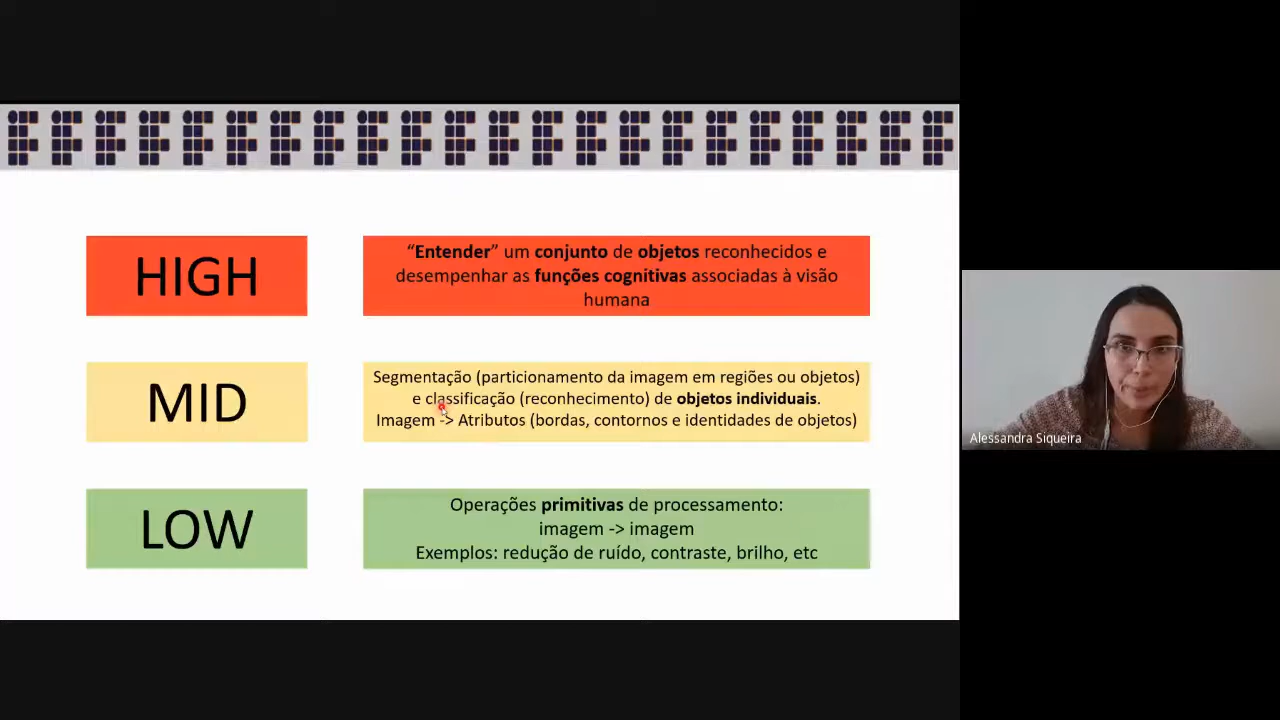 HIGH
“Entender” um conjunto de objetos reconhecidos e
desempenhar as funções cognitivas associadas à visão
humana
MID
Segmentação (particionamento da imagem em regiões ou objetos)
e classificação (reconhecimento) de objetos individuais.
Imagem -> Atributos (bordas, contornos e identidades de objetos)
LOW
Operações primitivas de processamento:
imagem -> imagem
Exemplos: redução de ruído, contraste, brilho, etc
Alessandra Siqueira